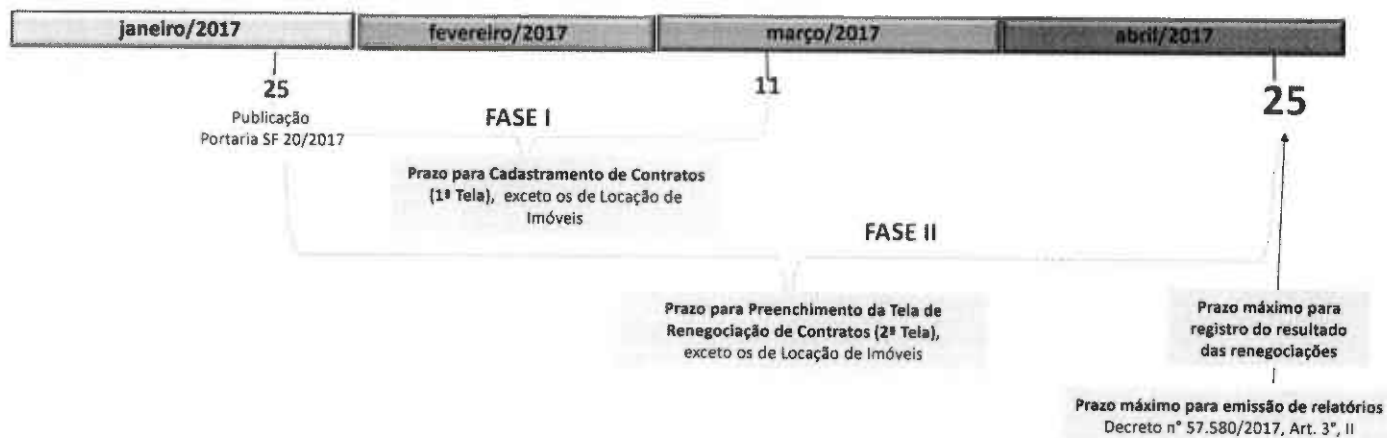 janeiro/2017 fevereiro/2017 março/2017 abril/2017
25 11 25
Publicação
Portaria SF 20/2017
FASE I
Prazo para Cadastramento de Contratos
(1ª Tela), exceto os de Locação de
Imóveis
FASE II
Prazo para Preenchimento da Tela de
Renegociação de Contratos (2ª Tela),
exceto os de Locação de Imóveis
Prazo máximo para
registro do resultado
das renegociações
Prazo máximo para emissão de relatórios
Decreto n° 57.580/2017, Art. 3°, II